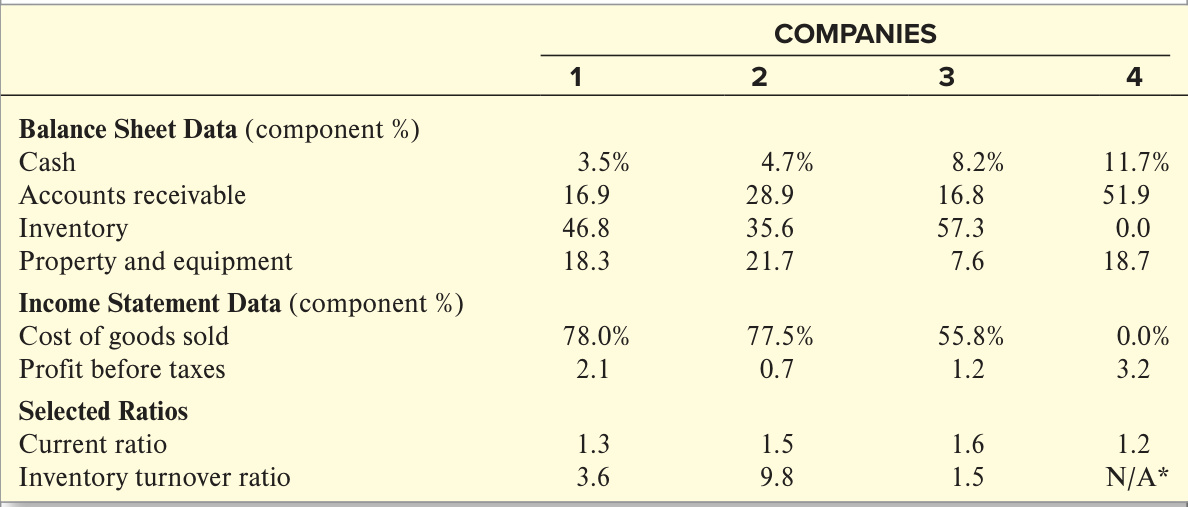 COMPANIES
1 2 3 4
Balance Sheet Data (component %)
Cash 3.5% 4.7% 8.2% 11.7%
Accounts receivable 16.9 28.9 16.8 51.9
Inventory 46.8 35.6 57.3 0.0
Property and equipment 18.3 21.7 7.6 18.7
Income Statement Data (component %)
Cost of goods sold 78.0% 77.5% 55.8% 0.0%
Profit before taxes 2.1 0.7 1.2 3.2
Selected Ratios
Current ratio 1.3 1.5 1.6 1.2
Inventory turnover ratio 3.6 9.8 1.5 N/A*